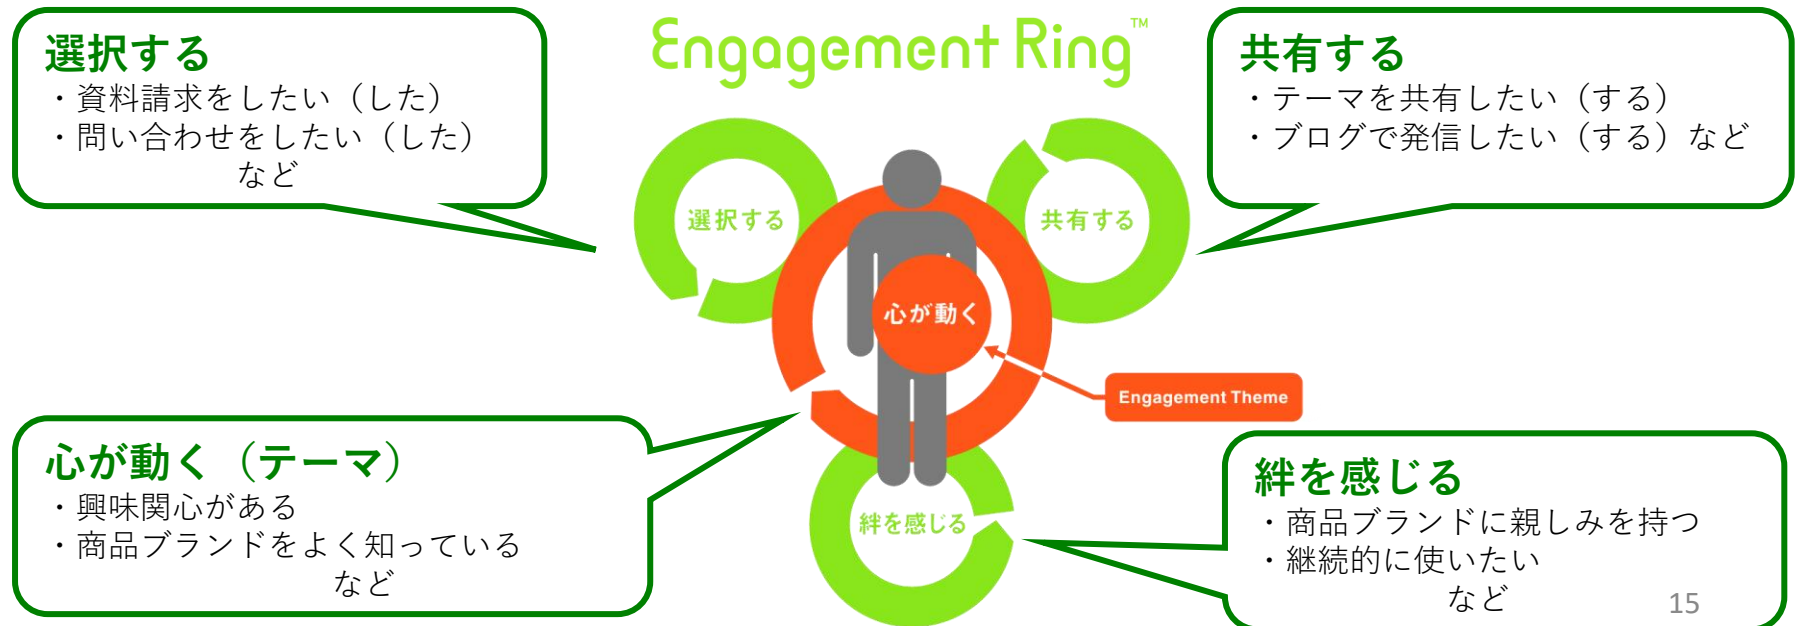 Engagement Ring™
選択する
・資料請求をしたい（した）
・問い合わせをしたい（した）
など
共有する
・テーマを共有したい（する）
・ブログで発信したい（する）など
選択する
共有する
心が動く
Engagement Theme
絆を感じる
心が動く（テーマ）
・興味関心がある
・商品ブランドをよく知っている
など
絆を感じる
・商品ブランドに親しみを持つ
・継続的に使いたい
など
15